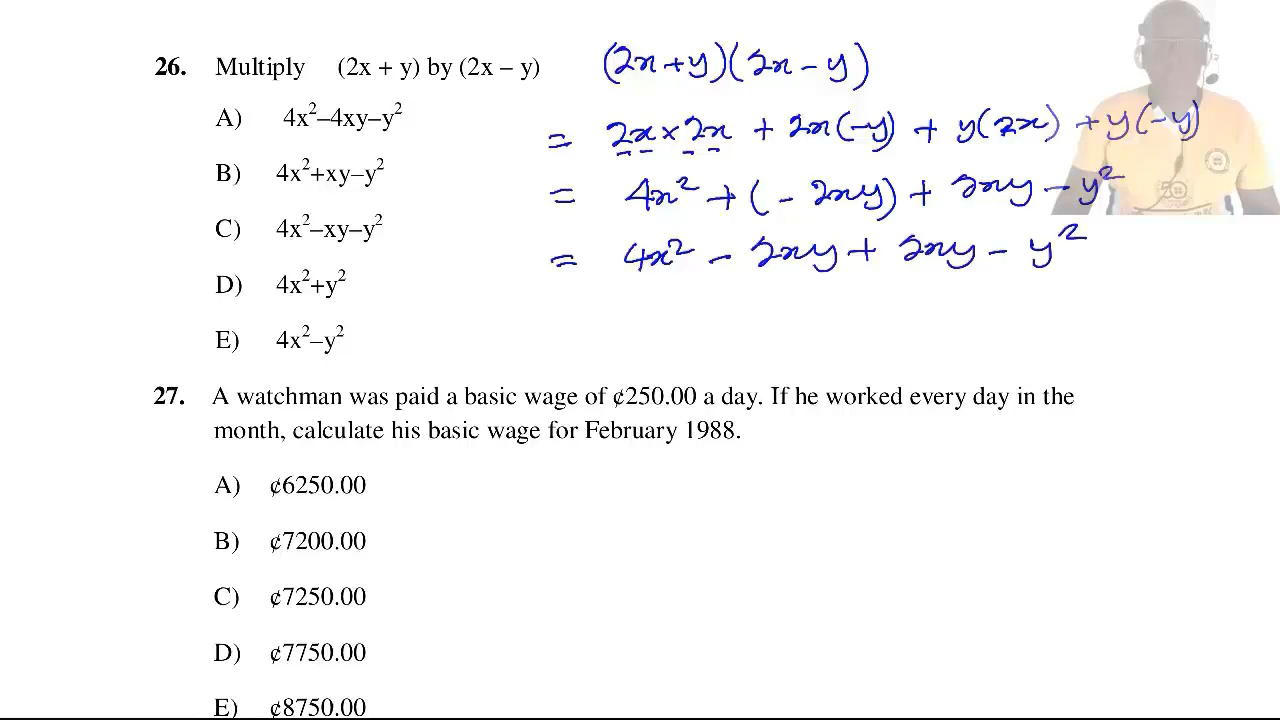 26. Multiply (2x + y) by (2x – y)
A) 4x²–4xy–y²
B) 4x²+xy–y²
C) 4x²–xy–y²
D) 4x²+y²
E) 4x²–y²
(2x+y)(2x-y)
= 2x × 2x + 2x(-y) + y(2x) + y(-y)
= 4x² + (-2xy) + 2xy - y²
= 4x² - 2xy + 2xy - y²
27. A watchman was paid a basic wage of ¢250.00 a day. If he worked every day in the
month, calculate his basic wage for February 1988.
A) ¢6250.00
B) ¢7200.00
C) ¢7250.00
D) ¢7750.00
E) ¢8750.00